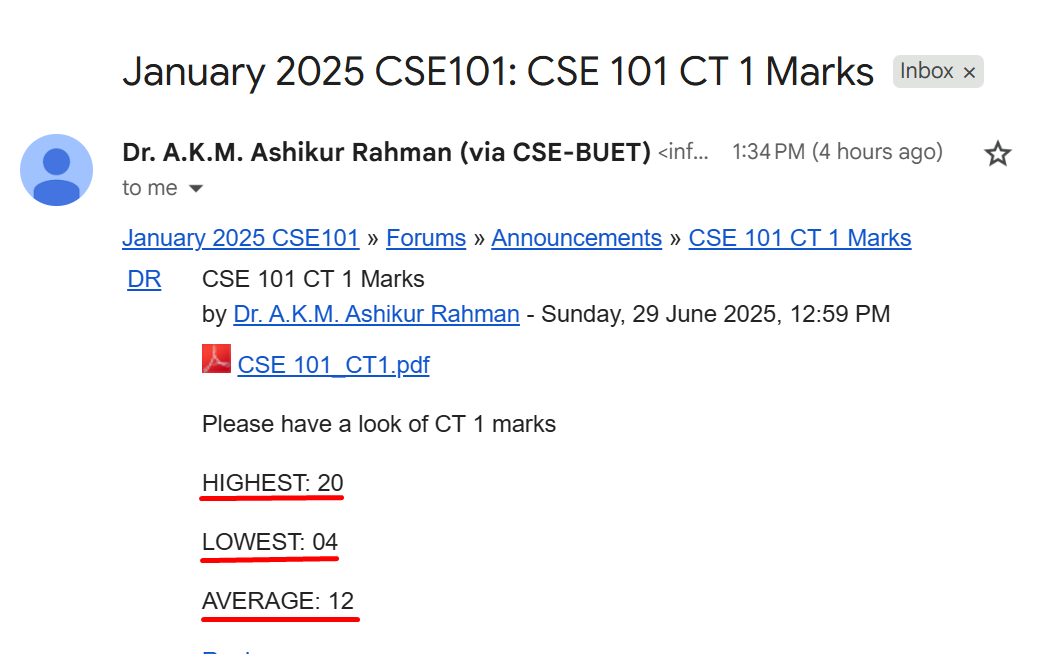 January 2025 CSE101: CSE 101 CT 1 Marks Inbox ×
Dr. A.K.M. Ashikur Rahman (via CSE-BUET) <inf... 1:34 PM (4 hours ago)
to me
January 2025 CSE101 » Forums » Announcements » CSE 101 CT 1 Marks
DR CSE 101 CT 1 Marks
by Dr. A.K.M. Ashikur Rahman - Sunday, 29 June 2025, 12:59 PM
CSE 101_CT1.pdf
Please have a look of CT 1 marks
HIGHEST: 20
LOWEST: 04
AVERAGE: 12